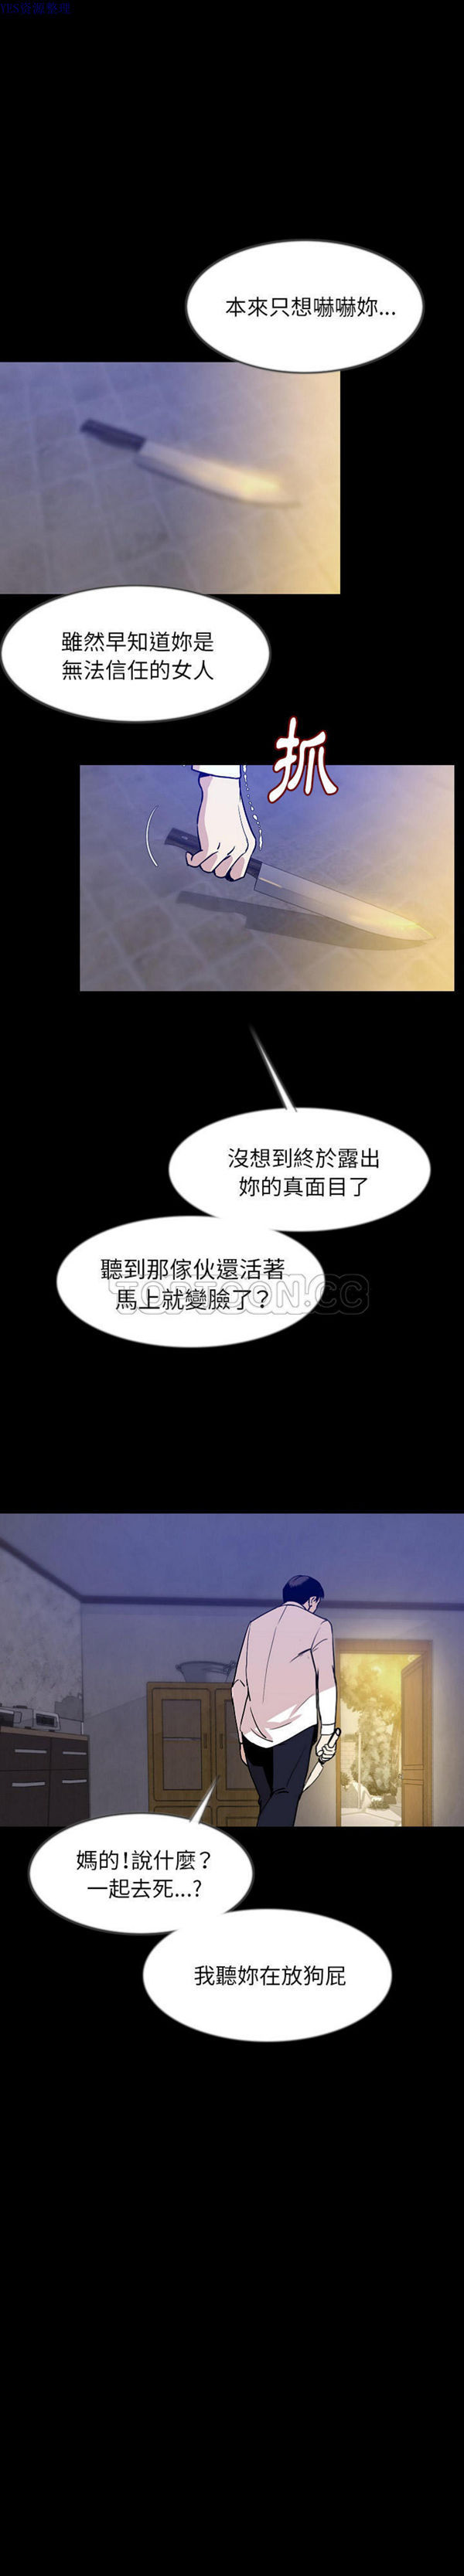 本來只想嚇嚇妳...
雖然早知道妳是
無法信任的女人
抓
沒想到終於露出
妳的真面目了
聽到那傢伙還活著
馬上就變臉了？
TOPTOON.CC
媽的！說什麼？
一起去死...?
我聽妳在放狗屁